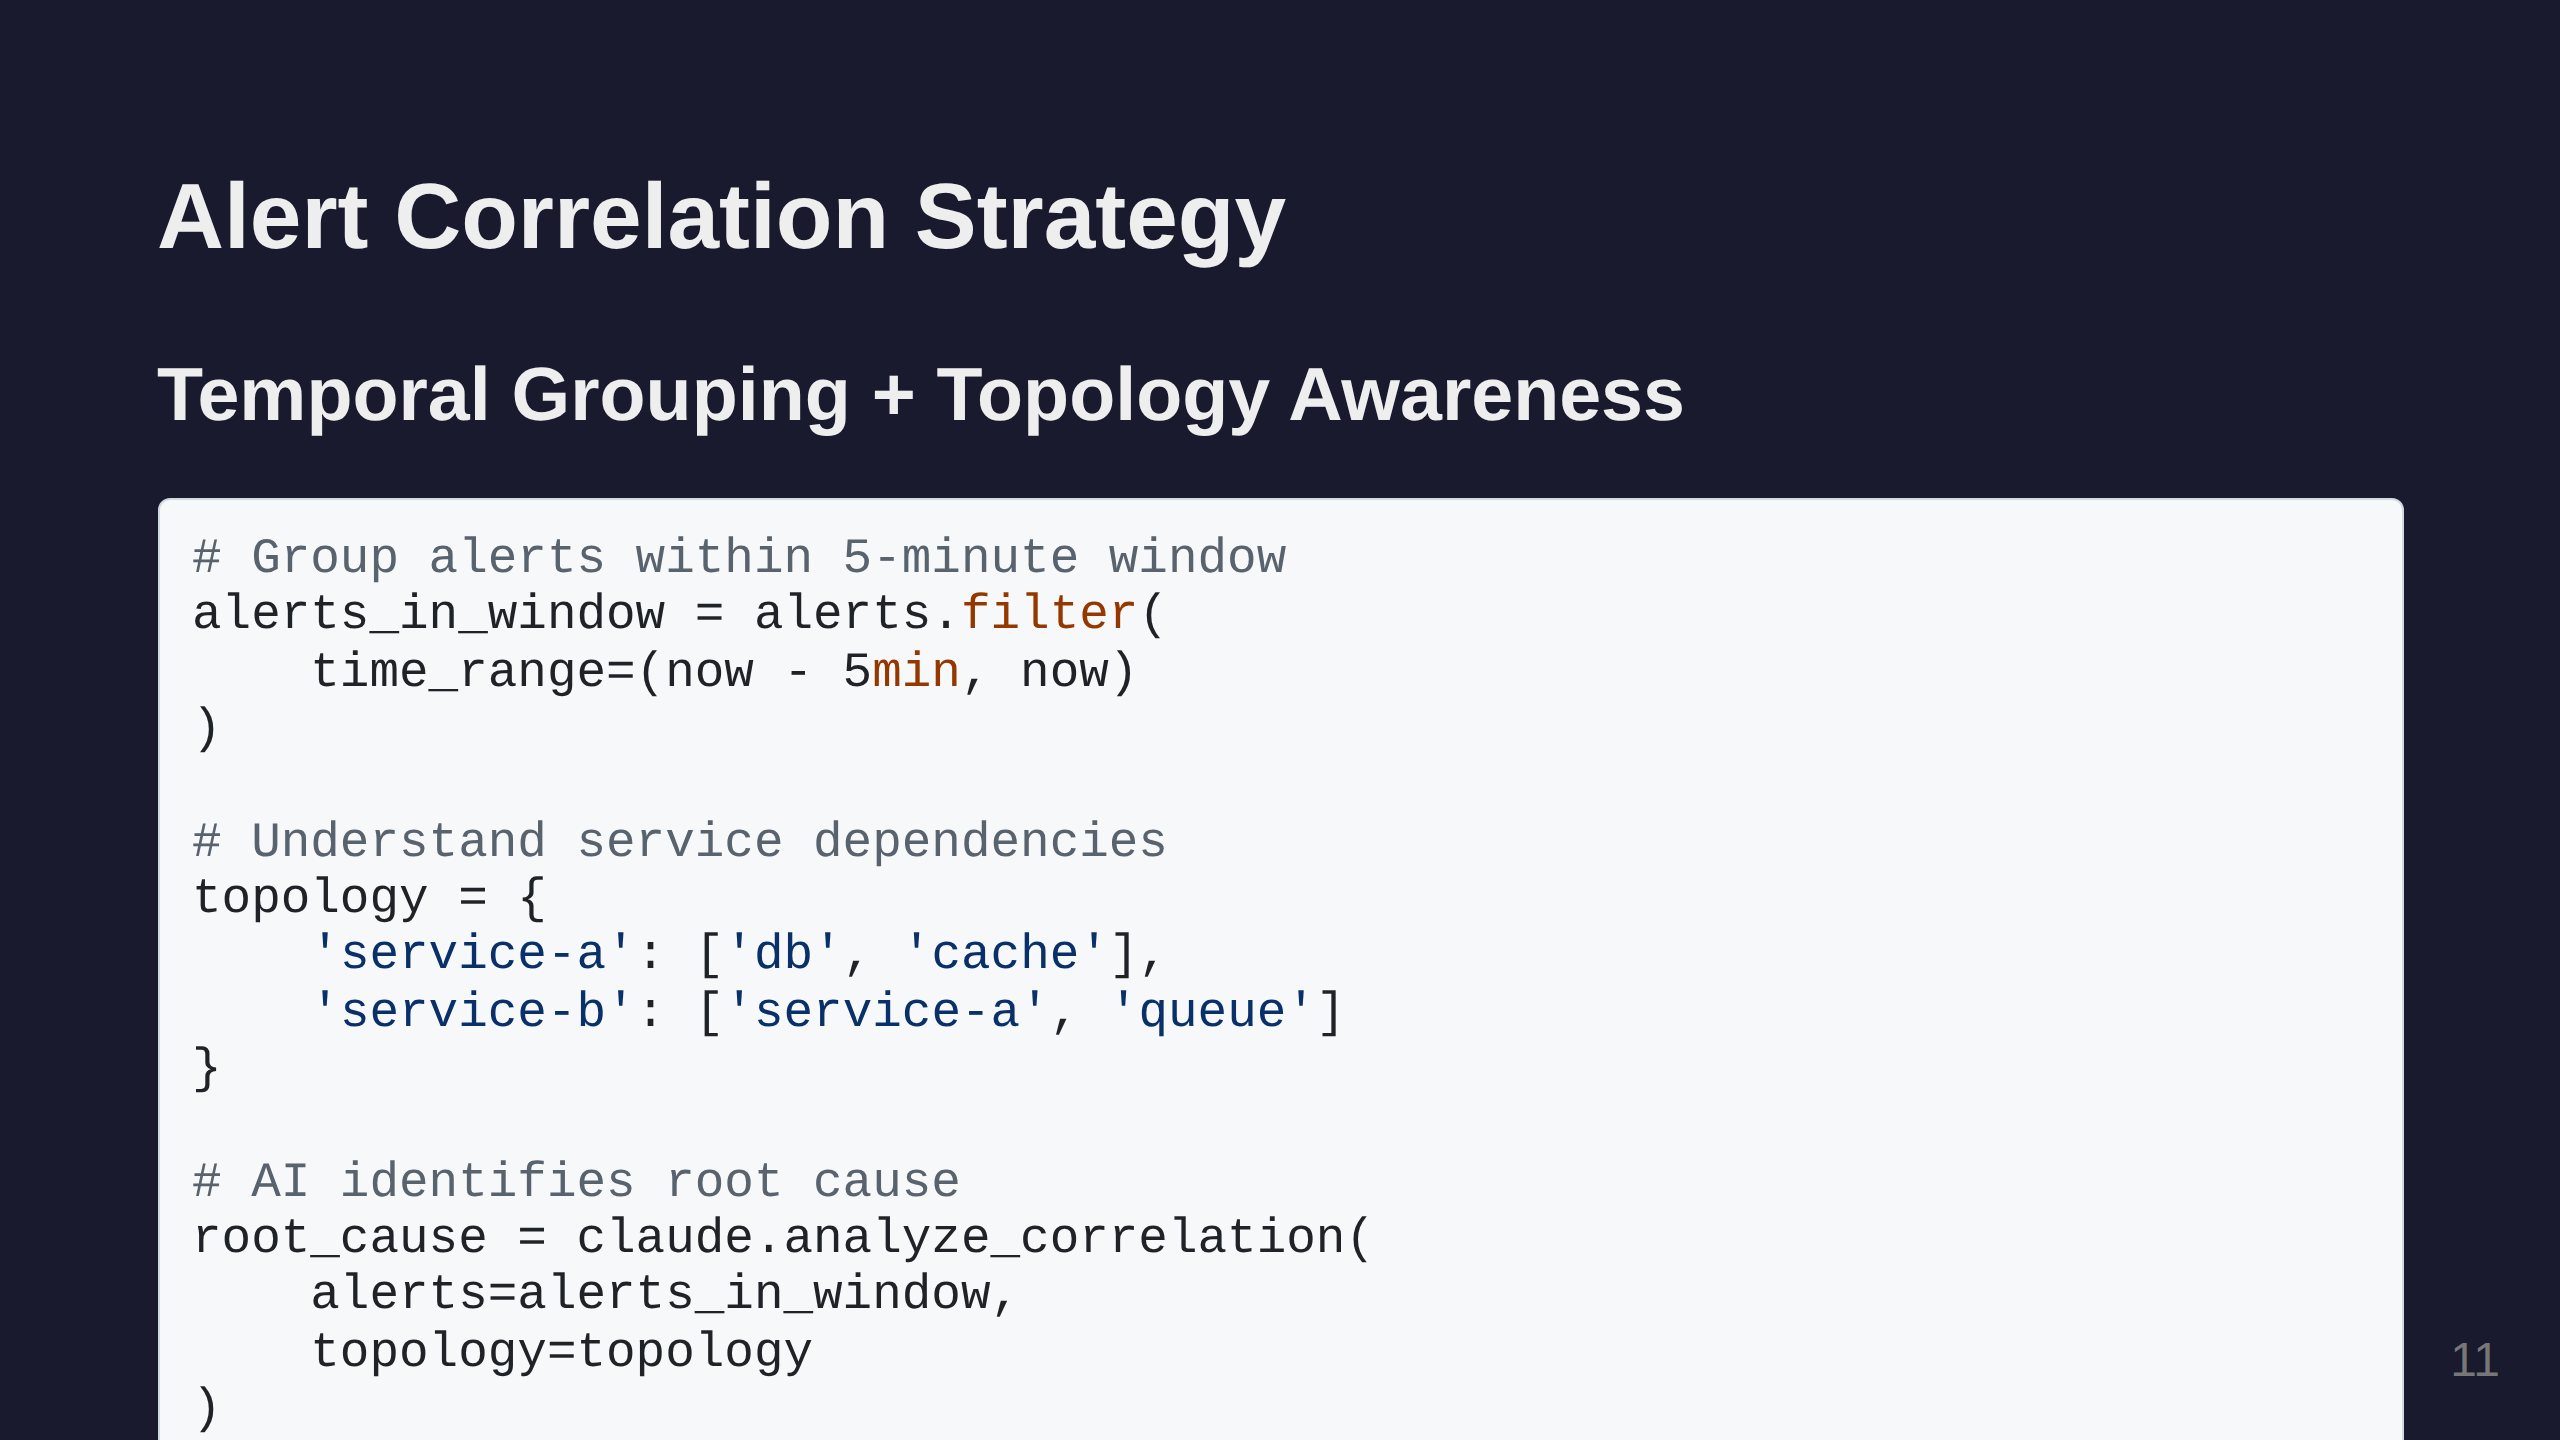 Alert Correlation Strategy
Temporal Grouping + Topology Awareness
# Group alerts within 5-minute window
alerts_in_window = alerts.filter(
    time_range=(now - 5min, now)
)

# Understand service dependencies
topology = {
    'service-a': ['db', 'cache'],
    'service-b': ['service-a', 'queue']
}

# AI identifies root cause
root_cause = claude.analyze_correlation(
    alerts=alerts_in_window,
    topology=topology
)
11